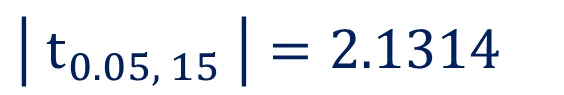 | t₀.₀₅, ₁₅ | = 2.1314